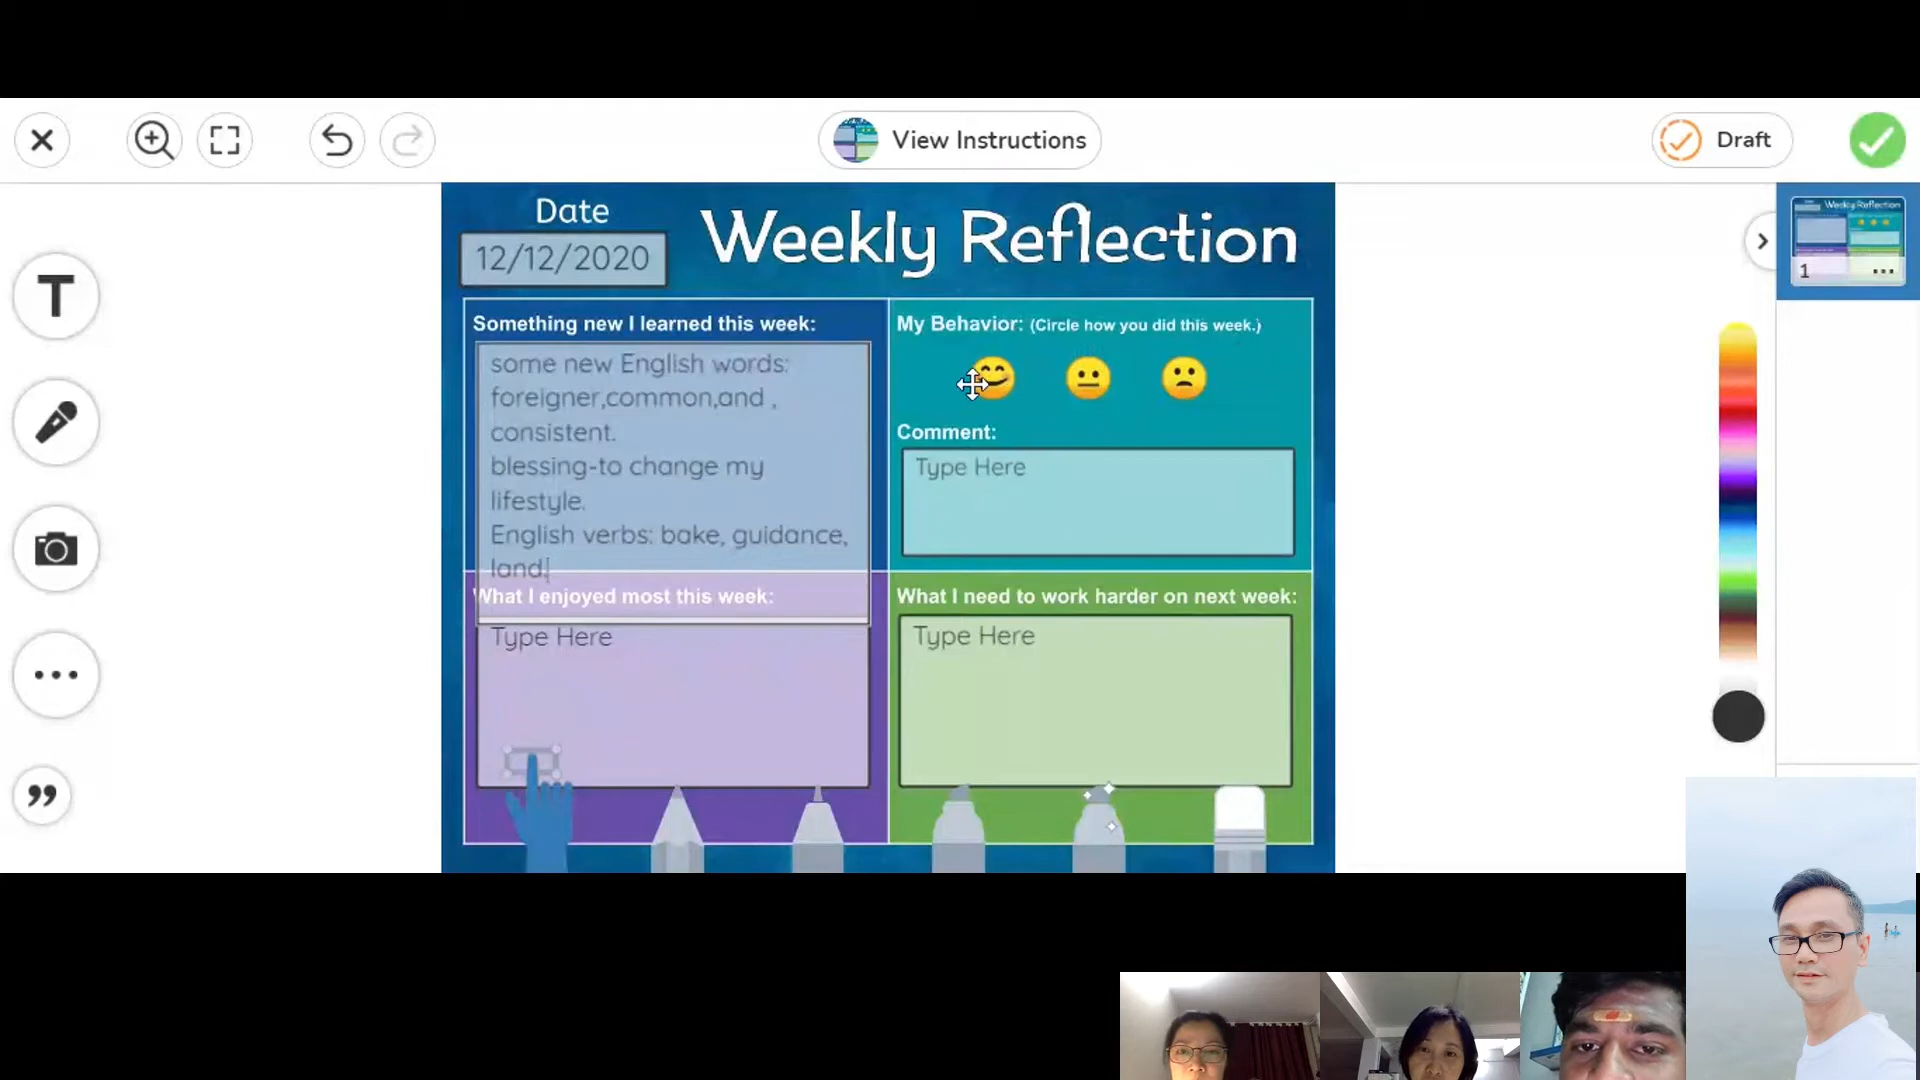 View Instructions
Draft
Date
12/12/2020
Weekly Reflection
Something new I learned this week:
some new English words:
foreigner,common,and ,
consistent.
blessing-to change my
lifestyle.
English verbs: bake, guidance,
land.
My Behavior: (Circle how you did this week.)
Comment:
Type Here
What I enjoyed most this week:
Type Here
What I need to work harder on next week:
Type Here
Weekly Reflection
1